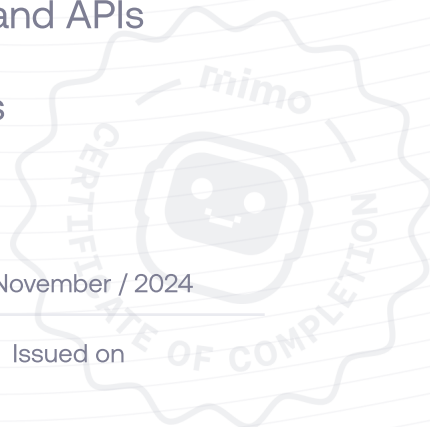 and APIs
s
November / 2024
Issued on
mimo
CERTIFICATE OF COMPLETION